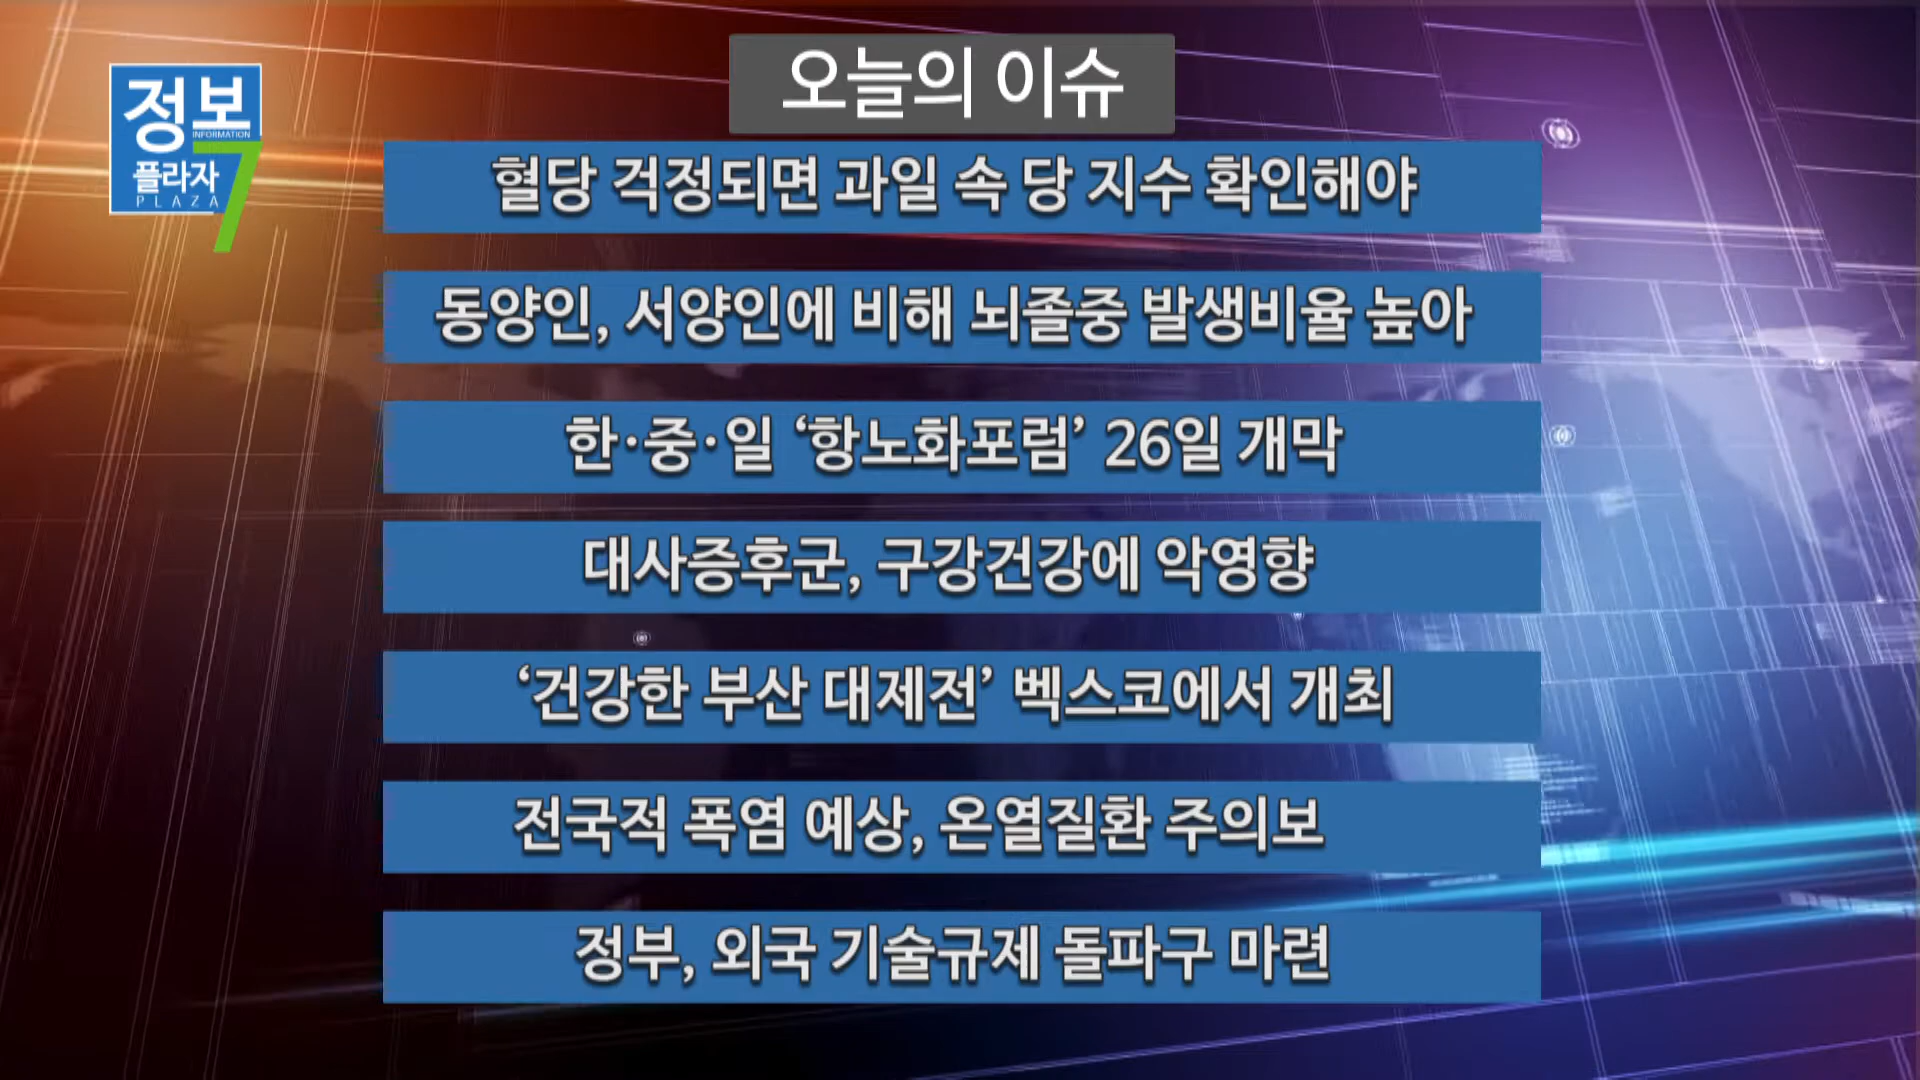 정보
INFORMATION
플라자
PLAZA
7
오늘의 이슈
혈당 걱정되면 과일 속 당 지수 확인해야
동양인, 서양인에 비해 뇌졸중 발생비율 높아
한·중·일 ‘항노화포럼’ 26일 개막
대사증후군, 구강건강에 악영향
‘건강한 부산 대제전’ 벡스코에서 개최
전국적 폭염 예상, 온열질환 주의보
정부, 외국 기술규제 돌파구 마련